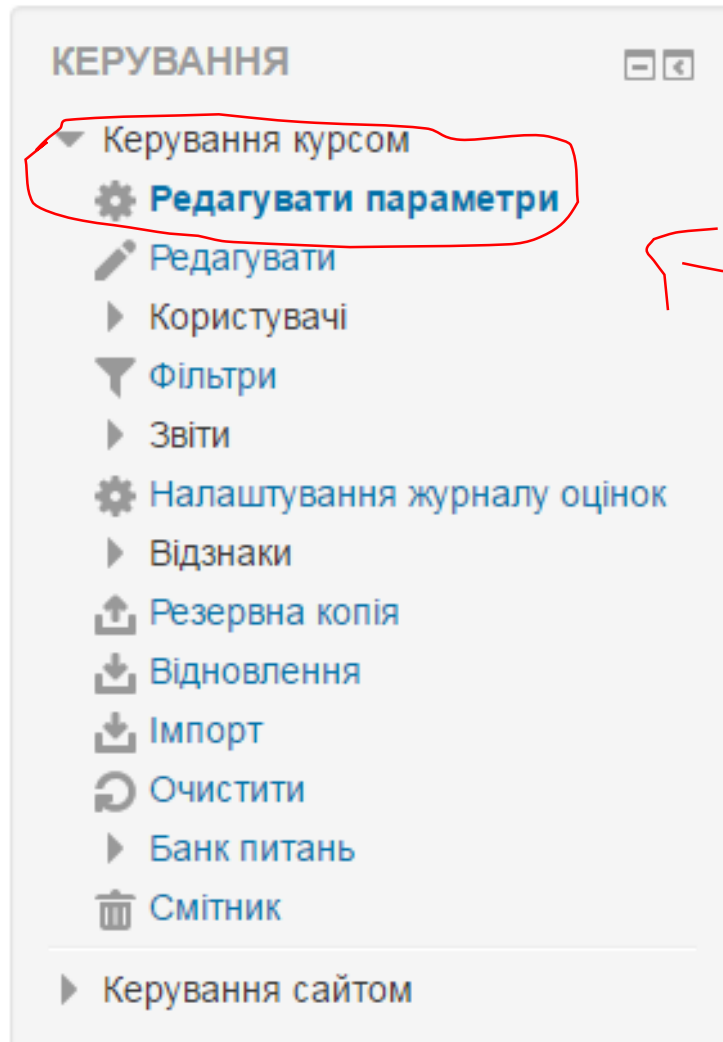 КЕРУВАННЯ
Керування курсом
Редагувати параметри
Редагувати
Користувачі
Фільтри
Звіти
Налаштування журналу оцінок
Відзнаки
Резервна копія
Відновлення
Імпорт
Очистити
Банк питань
Смітник
Керування сайтом